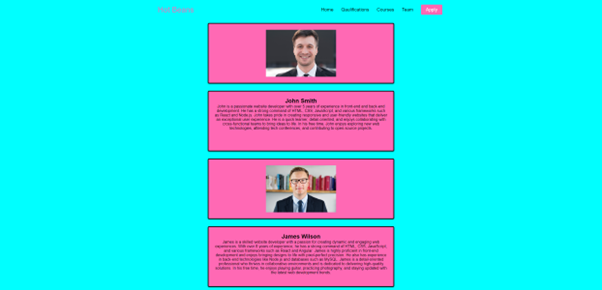 Home Qualifications Courses Team Apply
John Smith
John is a passionate website developer with over 5 years of experience in front-end and back-end
development. He has a strong command of HTML, CSS, JavaScript, and various frameworks such
as React and Node.js. John takes pride in creating responsive and user-friendly websites that deliver
an exceptional user experience. He is a quick learner, detail-oriented, and enjoys collaborating with
cross-functional teams to bring ideas to life. In his free time, John enjoys exploring new web
technologies, attending tech conferences, and contributing to open-source projects.
James Wilson
James is a skilled website developer with a passion for creating dynamic and engaging web
experiences. With over 6 years of experience, he has a strong command of HTML, CSS, JavaScript,
and various frameworks such as React and Angular. James is highly proficient in front-end
development and enjoys bringing designs to life with pixel-perfect precision. He also has experience
in back-end technologies like Node.js and databases such as MySQL. James is a detail-oriented
professional who thrives in collaborative environments and is dedicated to delivering high-quality
solutions. In his free time, he enjoys playing guitar, practicing photography, and staying updated with
the latest web development trends.